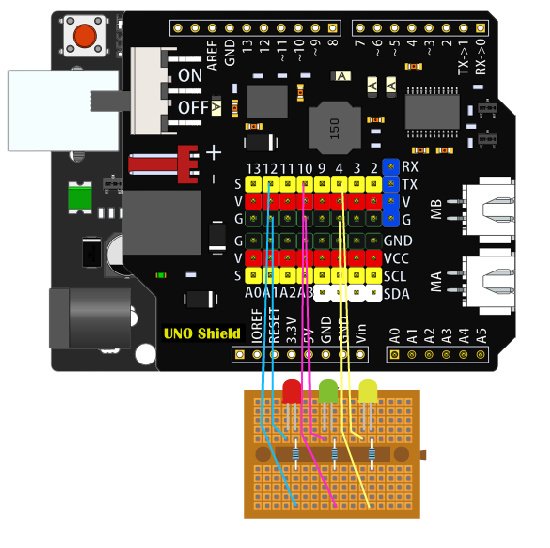 AREF
GND
13
12
~11
~10
~9
8
7
~6
~5
4
~3
2
TX->1
RX->0
ON
OFF
Y
A
A
A
150
+
-
13 12 11 10 9 4 3 2
RX
S TX
V V
G G
G GND
V VCC
S SCL
A0 A1 A2 A3 SDA
MB
MA
UNO Shield
IOREF
RESET
3.3V
5V
GND
GND
Vin
A0
A1
A2
A3
A4
A5